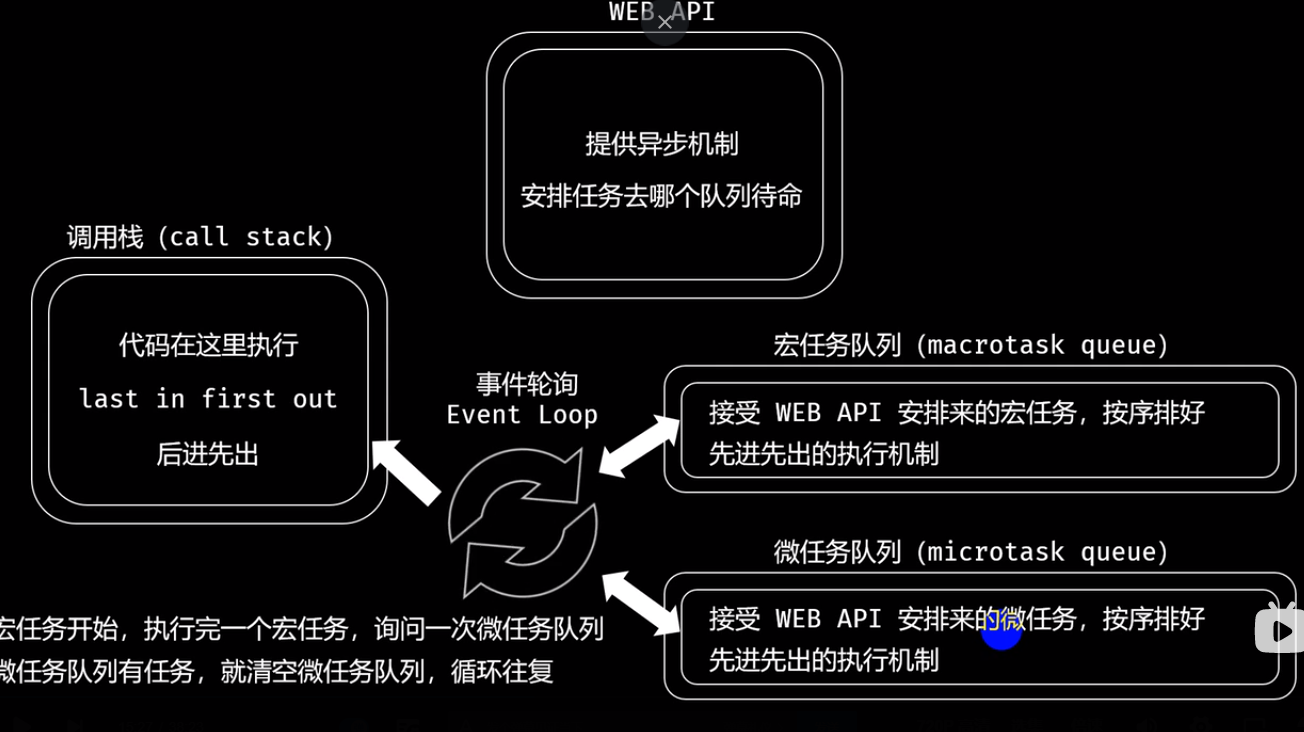 WEB API
提供异步机制
安排任务去哪个队列待命
调用栈（call stack）
代码在这里执行
last in first out
后进先出
事件轮询
Event Loop
宏任务队列（macrotask queue）
接受 WEB API 安排来的宏任务，按序排好
先进先出的执行机制
微任务队列（microtask queue）
接受 WEB API 安排来的微任务，按序排好
先进先出的执行机制
宏任务开始，执行完一个宏任务，询问一次微任务队列
微任务队列有任务，就清空微任务队列，循环往复